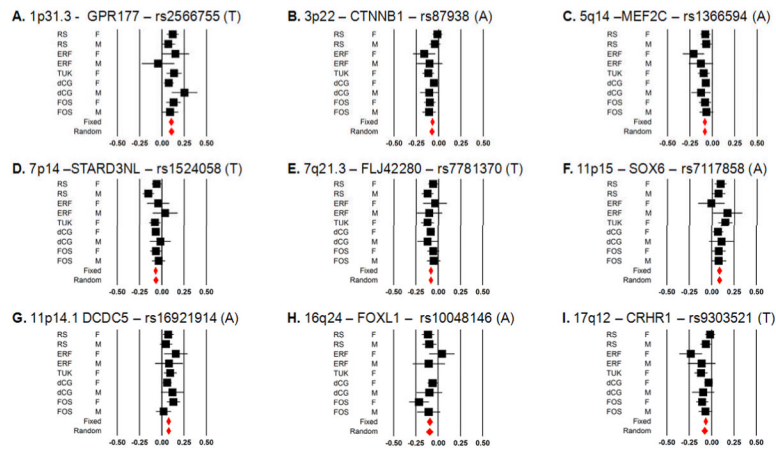 A. 1p31.3 - GPR177 – rs2566755 (T)
RS F
RS M
ERF F
ERF M
TUK F
dCG F
dCG M
FOS F
FOS M
Fixed
Random
-0.50 -0.25 0.00 0.25 0.50
B. 3p22 – CTNNB1 – rs87938 (A)
RS F
RS M
ERF F
ERF M
TUK F
dCG F
dCG M
FOS F
FOS M
Fixed
Random
-0.50 -0.25 0.00 0.25 0.50
C. 5q14 –MEF2C – rs1366594 (A)
RS F
RS M
ERF F
ERF M
TUK F
dCG F
dCG M
FOS F
FOS M
Fixed
Random
-0.50 -0.25 0.00 0.25 0.50
D. 7p14 –STARD3NL – rs1524058 (T)
RS F
RS M
ERF F
ERF M
TUK F
dCG F
dCG M
FOS F
FOS M
Fixed
Random
-0.50 -0.25 0.00 0.25 0.50
E. 7q21.3 – FLJ42280 – rs7781370 (T)
RS F
RS M
ERF F
ERF M
TUK F
dCG F
dCG M
FOS F
FOS M
Fixed
Random
-0.50 -0.25 0.00 0.25 0.50
F. 11p15 – SOX6 – rs7117858 (A)
RS F
RS M
ERF F
ERF M
TUK F
dCG F
dCG M
FOS F
FOS M
Fixed
Random
-0.50 -0.25 0.00 0.25 0.50
G. 11p14.1 DCDC5 – rs16921914 (A)
RS F
RS M
ERF F
ERF M
TUK F
dCG F
dCG M
FOS F
FOS M
Fixed
Random
-0.50 -0.25 0.00 0.25 0.50
H. 16q24 – FOXL1 – rs10048146 (A)
RS F
RS M
ERF F
ERF M
TUK F
dCG F
dCG M
FOS F
FOS M
Fixed
Random
-0.50 -0.25 0.00 0.25 0.50
I. 17q12 – CRHR1 – rs9303521 (T)
RS F
RS M
ERF F
ERF M
TUK F
dCG F
dCG M
FOS F
FOS M
Fixed
Random
-0.50 -0.25 0.00 0.25 0.50